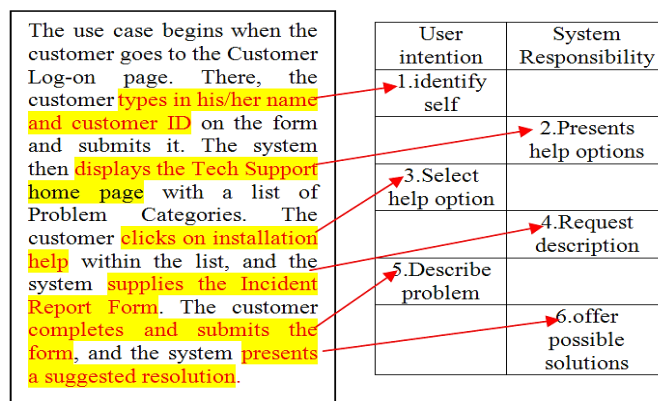 The use case begins when the
customer goes to the Customer
Log-on page. There, the
customer types in his/her name
and customer ID on the form
and submits it. The system
then displays the Tech Support
home page with a list of
Problem Categories. The
customer clicks on installation
help within the list, and the
system supplies the Incident
Report Form. The customer
completes and submits the
form, and the system presents
a suggested resolution.
User
intention
System
Responsibility
1.identify
self
2.Presents
help options
3.Select
help option
4.Request
description
5.Describe
problem
6.offer
possible
solutions